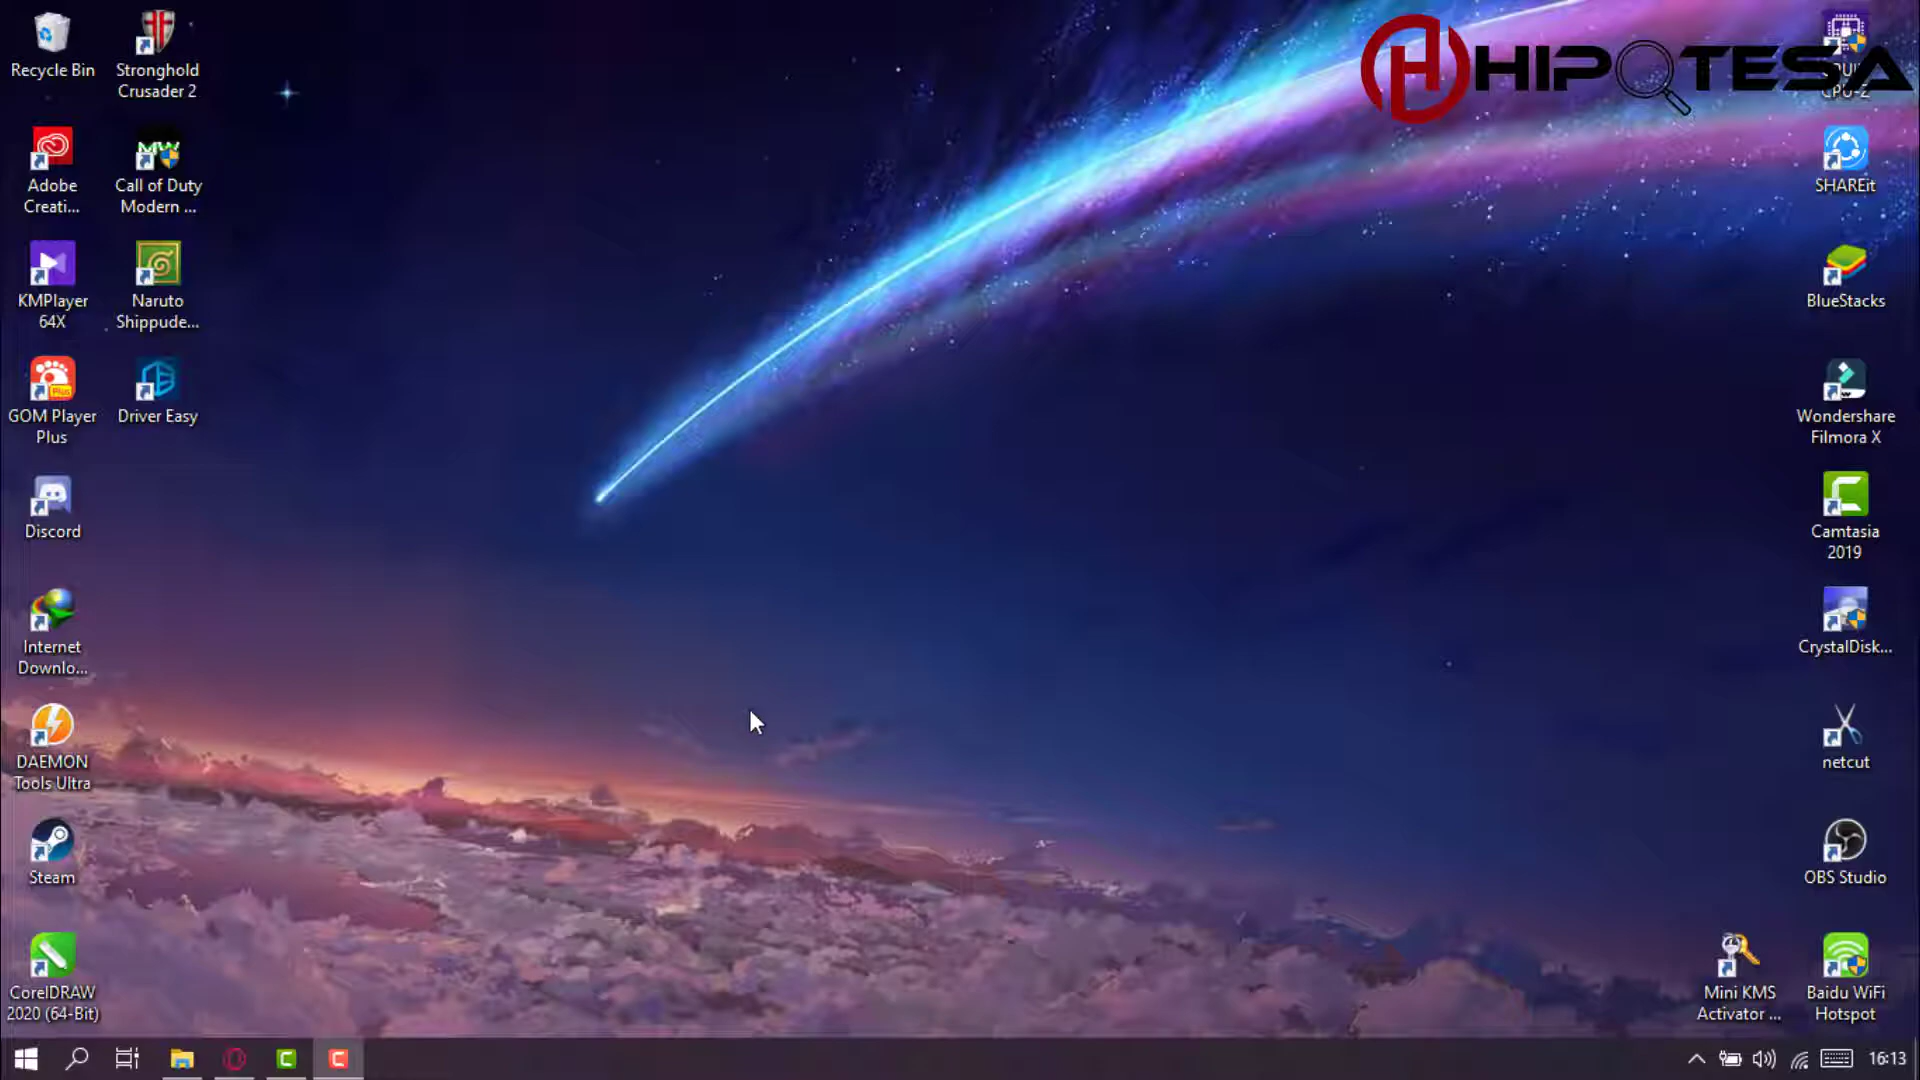 Recycle Bin
Stronghold
Crusader 2
HIPOTESA
CPU-Z
Adobe
Creati...
MW
Call of Duty
Modern ...
SHAREit
KMPlayer
64X
Naruto
Shippude...
BlueStacks
Plus
GOM Player
Plus
Driver Easy
Wondershare
Filmora X
Discord
Camtasia
2019
Internet
Downlo...
CrystalDisk...
DAEMON
Tools Ultra
netcut
Steam
OBS Studio
CorelDRAW
2020 (64-Bit)
Mini KMS
Activator ...
Baidu WiFi
Hotspot
16:13